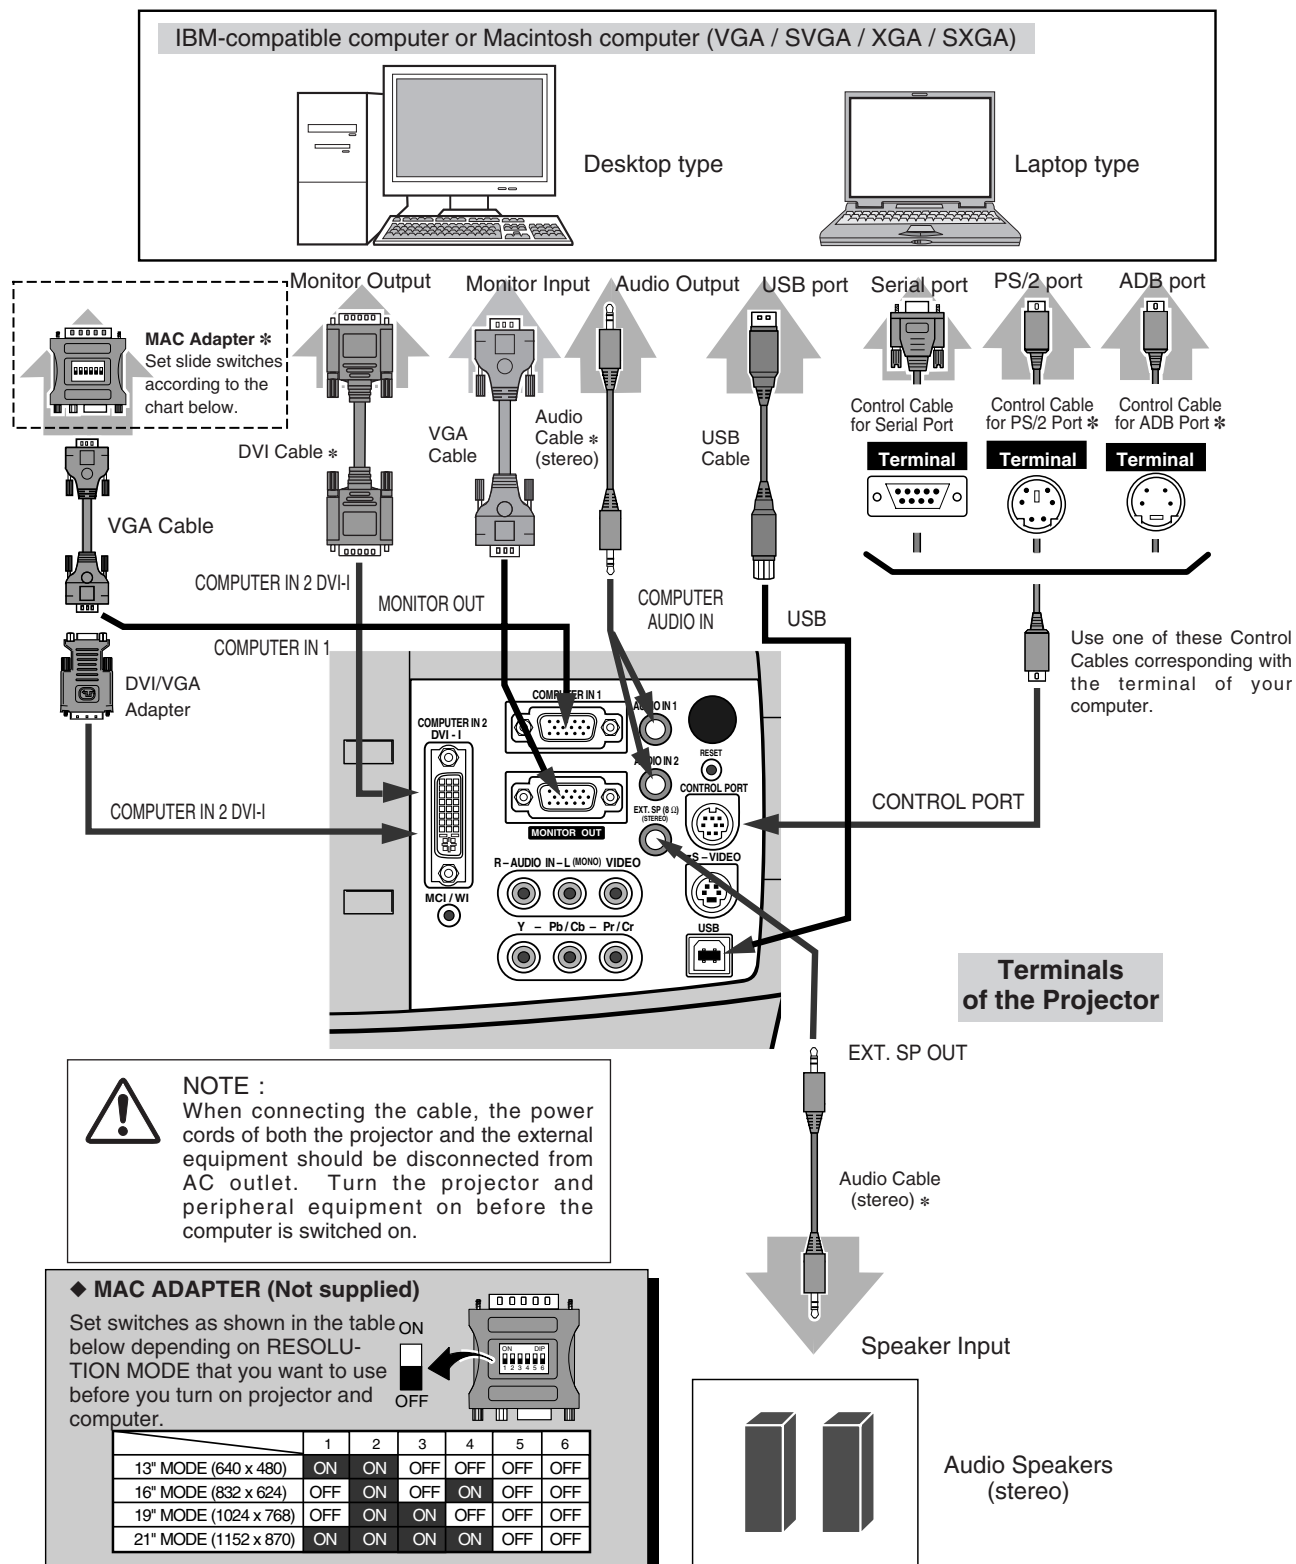 IBM-compatible computer or Macintosh computer (VGA / SVGA / XGA / SXGA)
Desktop type
Laptop type
Monitor Output
Monitor Input
Audio Output
USB port
Serial port
PS/2 port
ADB port
MAC Adapter ✻
Set slide switches
according to the
chart below.
DVI Cable ✻
VGA
Cable
Audio
Cable ✻
(stereo)
USB
Cable
Control Cable
for Serial Port
Control Cable
for PS/2 Port ✻
Control Cable
for ADB Port ✻
Terminal
Terminal
Terminal
VGA Cable
COMPUTER IN 2 DVI-I
MONITOR OUT
COMPUTER
AUDIO IN
USB
COMPUTER IN 1
Use one of these Control
Cables corresponding with
the terminal of your
computer.
DVI/VGA
Adapter
COMPUTER IN 2 DVI-I
CONTROL PORT
COMPUTER IN 1
COMPUTER IN 2
DVI - I
AUDIO IN 1
AUDIO IN 2
RESET
CONTROL PORT
EXT. SP (8 Ω)
(STEREO)
MONITOR OUT
S – VIDEO
R – AUDIO IN – L (MONO) VIDEO
MCI / WI
Y – Pb / Cb – Pr / Cr
USB
Terminals
of the Projector
EXT. SP OUT
Audio Cable
(stereo) ✻
Speaker Input
Audio Speakers
(stereo)
NOTE :
When connecting the cable, the power
cords of both the projector and the external
equipment should be disconnected from
AC outlet. Turn the projector and
peripheral equipment on before the
computer is switched on.
◆ MAC ADAPTER (Not supplied)
Set switches as shown in the table
below depending on RESOLU-
TION MODE that you want to use
before you turn on projector and
computer.
ON
OFF
ON DIP
1 2 3 4 5 6
1 2 3 4 5 6
13" MODE (640 x 480) ON ON OFF OFF OFF OFF
16" MODE (832 x 624) OFF ON OFF ON OFF OFF
19" MODE (1024 x 768) OFF ON ON OFF OFF OFF
21" MODE (1152 x 870) ON ON ON ON OFF OFF